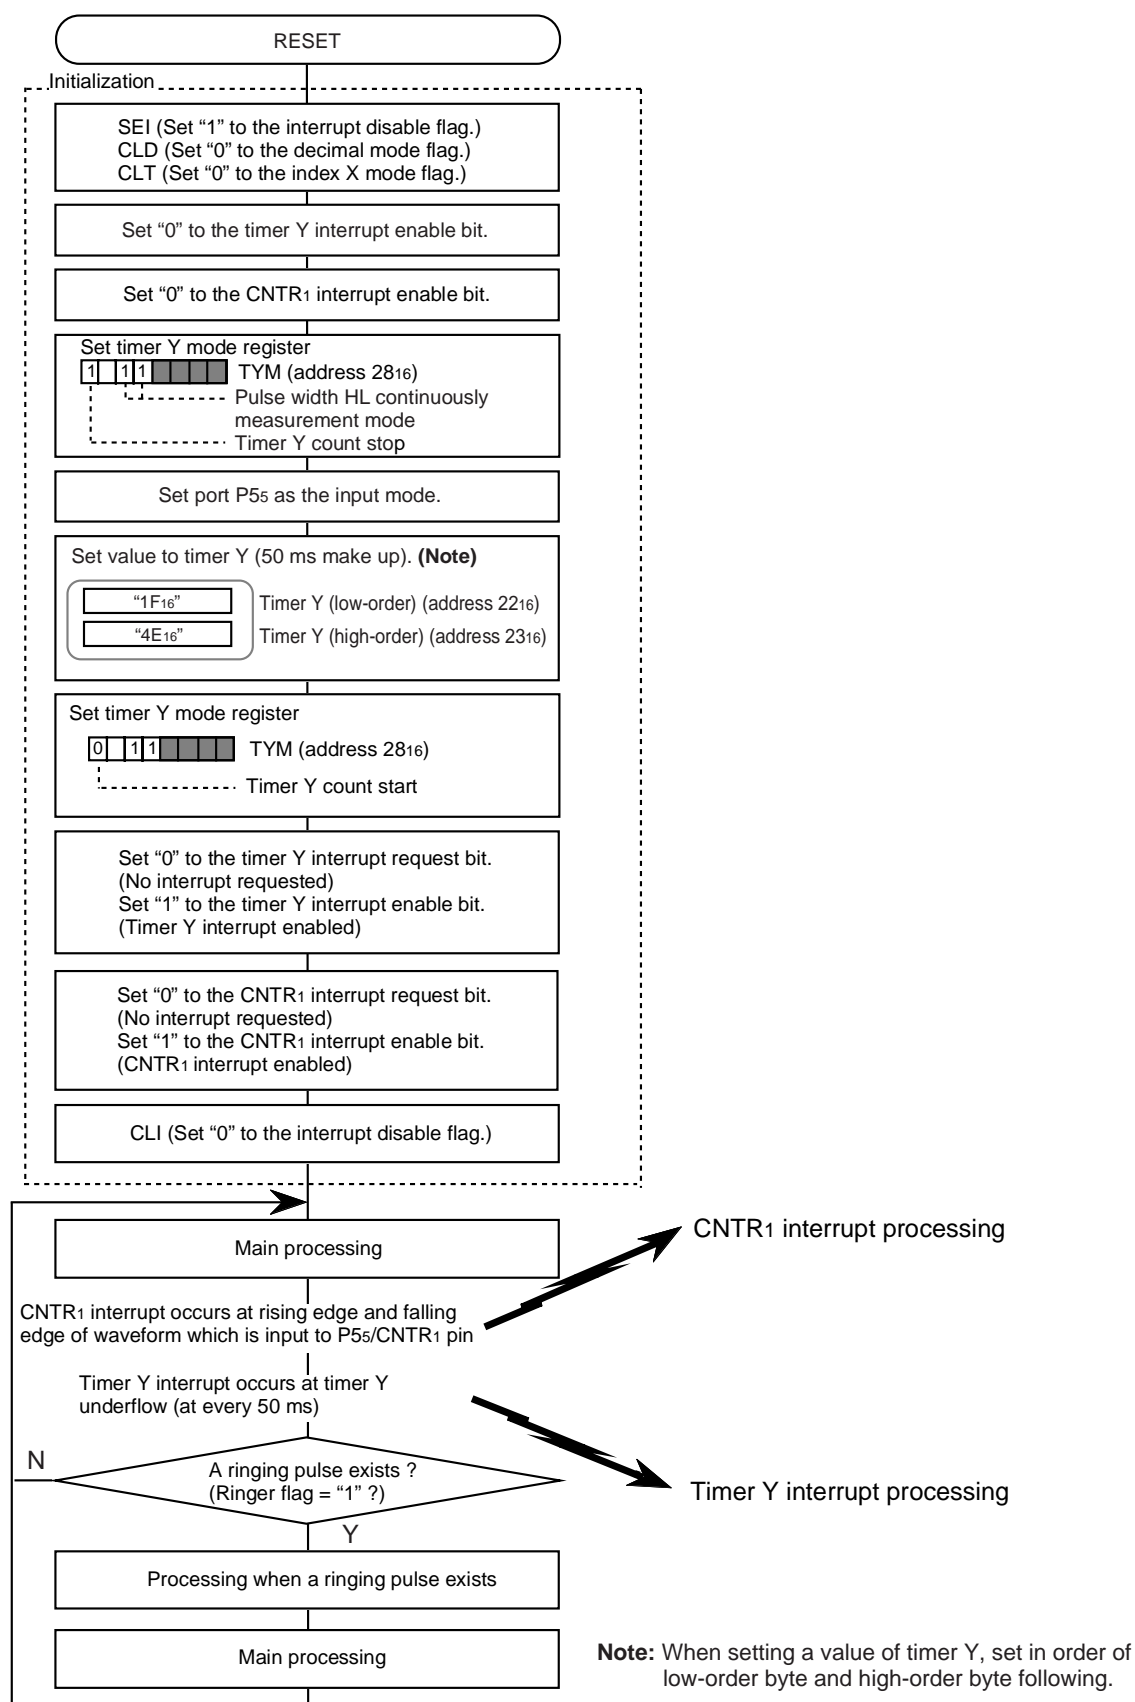 RESET
Initialization
SEI (Set “1” to the interrupt disable flag.)
CLD (Set “0” to the decimal mode flag.)
CLT (Set “0” to the index X mode flag.)
Set “0” to the timer Y interrupt enable bit.
Set “0” to the CNTR1 interrupt enable bit.
Set timer Y mode register
1 1 1 TYM (address 2816)
Pulse width HL continuously
measurement mode
Timer Y count stop
Set port P55 as the input mode.
Set value to timer Y (50 ms make up). (Note)
“1F16” Timer Y (low-order) (address 2216)
“4E16” Timer Y (high-order) (address 2316)
Set timer Y mode register
0 1 1 TYM (address 2816)
Timer Y count start
Set “0” to the timer Y interrupt request bit.
(No interrupt requested)
Set “1” to the timer Y interrupt enable bit.
(Timer Y interrupt enabled)
Set “0” to the CNTR1 interrupt request bit.
(No interrupt requested)
Set “1” to the CNTR1 interrupt enable bit.
(CNTR1 interrupt enabled)
CLI (Set “0” to the interrupt disable flag.)
Main processing
CNTR1 interrupt processing
CNTR1 interrupt occurs at rising edge and falling
edge of waveform which is input to P55/CNTR1 pin
Timer Y interrupt occurs at timer Y
underflow (at every 50 ms)
N
A ringing pulse exists ?
(Ringer flag = “1” ?)
Timer Y interrupt processing
Y
Processing when a ringing pulse exists
Main processing
Note: When setting a value of timer Y, set in order of
low-order byte and high-order byte following.